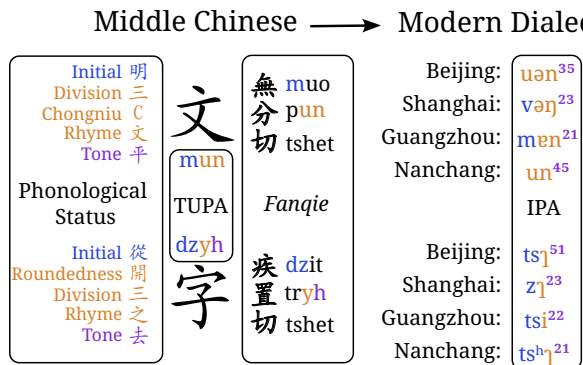 Middle Chinese → Modern Dialec
Initial 明
Division 三
Chongniu C
Rhyme 文
Tone 平
Phonological
Status
Initial 從
Roundedness 開
Division 三
Rhyme 之
Tone 去
文
mun
TUPA
dzyh
字
無 muo
分 pun
切 tshet
Fanqie
疾 dzit
置 tryh
切 tshet
Beijing: uən³⁵
Shanghai: vəŋ²³
Guangzhou: mɐn²¹
Nanchang: un⁴⁵
IPA
Beijing: tsɿ⁵¹
Shanghai: zɿ²³
Guangzhou: tsi²²
Nanchang: tsʰɿ²¹